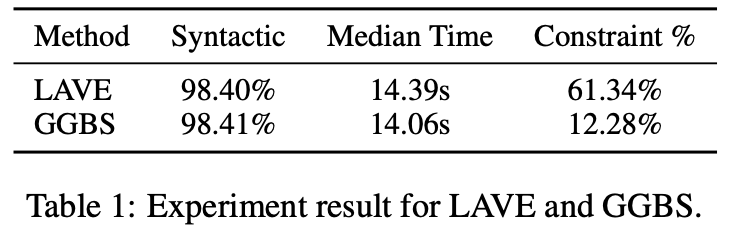 Method Syntactic Median Time Constraint %
LAVE 98.40% 14.39s 61.34%
GGBS 98.41% 14.06s 12.28%
Table 1: Experiment result for LAVE and GGBS.